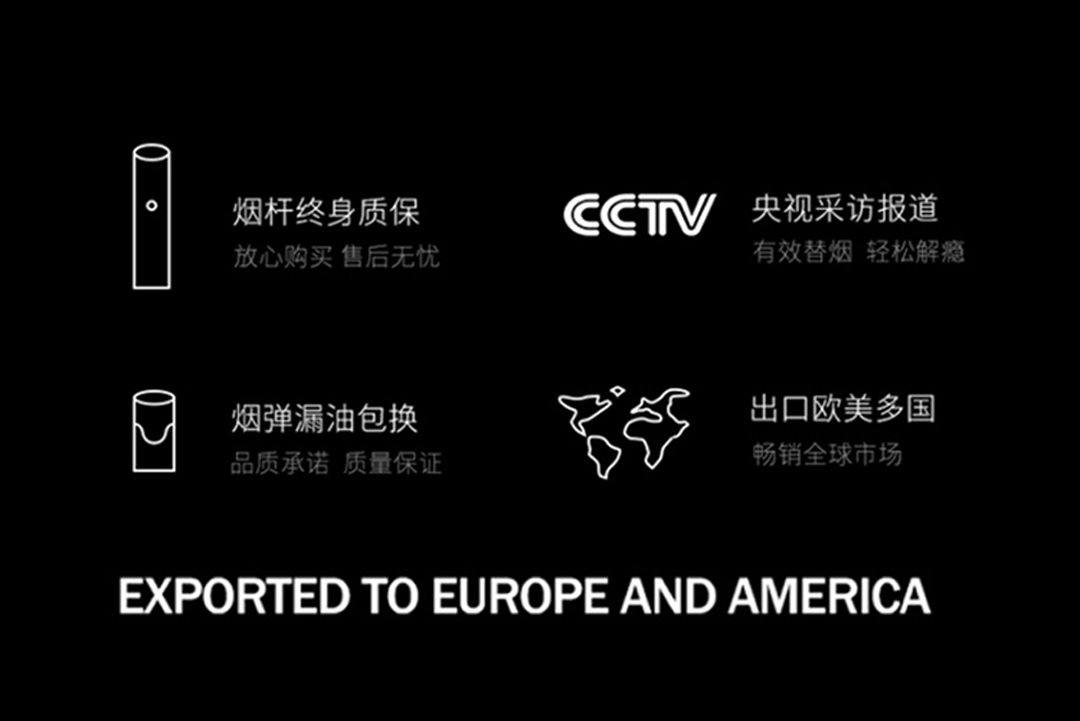 烟杆终身质保
放心购买 售后无忧
CCTV
央视采访报道
有效替烟 轻松解瘾
烟弹漏油包换
品质承诺 质量保证
出口欧美多国
畅销全球市场
EXPORTED TO EUROPE AND AMERICA